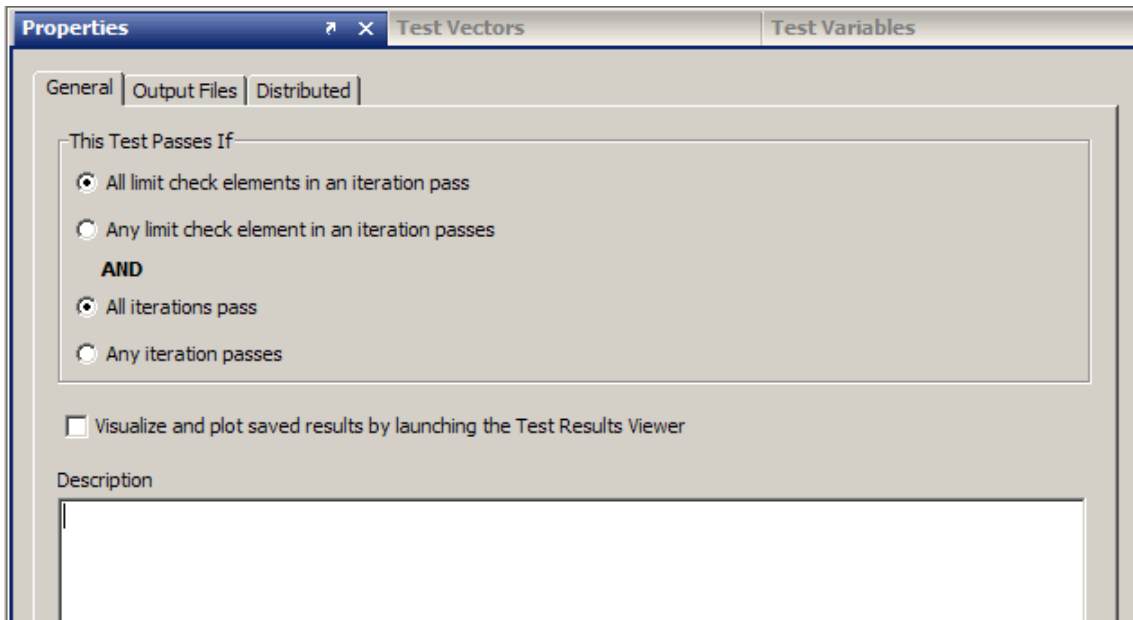 Properties Test Vectors Test Variables
General Output Files Distributed
This Test Passes If
All limit check elements in an iteration pass
Any limit check element in an iteration passes
AND
All iterations pass
Any iteration passes
Visualize and plot saved results by launching the Test Results Viewer
Description